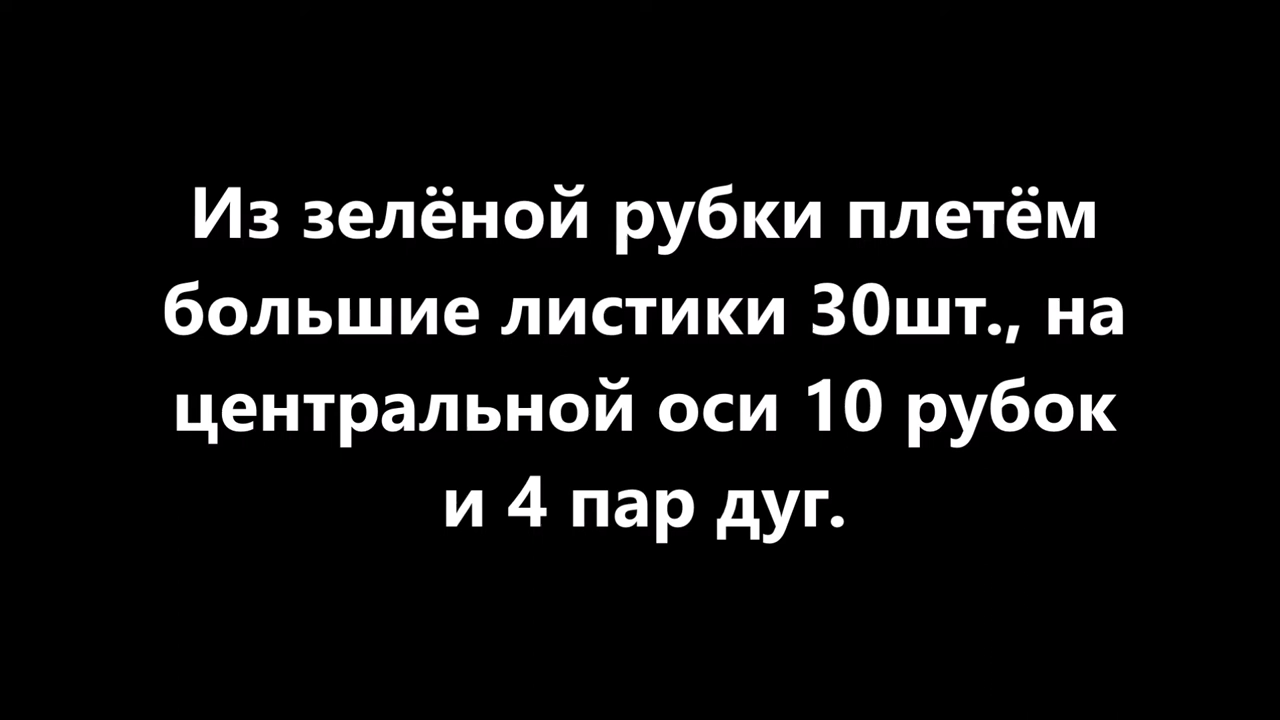 Из зелёной рубки плетём
большие листики 30шт., на
центральной оси 10 рубок
и 4 пар дуг.